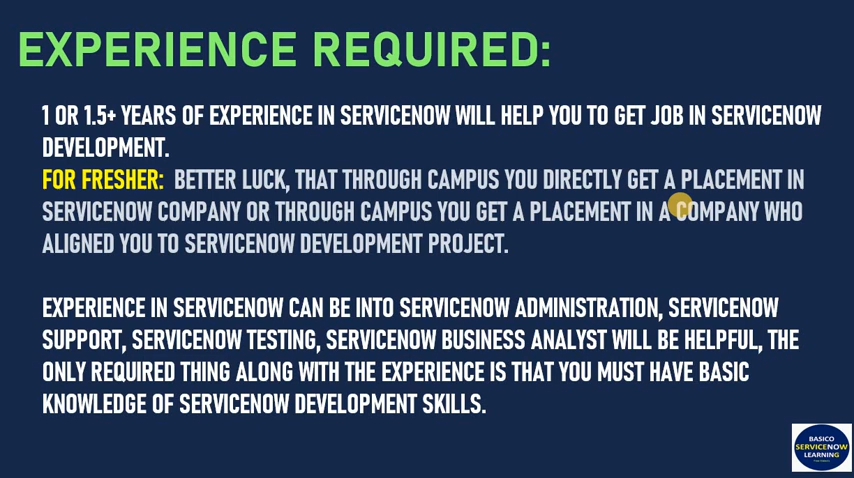 EXPERIENCE REQUIRED:
1 OR 1.5+ YEARS OF EXPERIENCE IN SERVICENOW WILL HELP YOU TO GET JOB IN SERVICENOW
DEVELOPMENT.
FOR FRESHER: BETTER LUCK, THAT THROUGH CAMPUS YOU DIRECTLY GET A PLACEMENT IN
SERVICENOW COMPANY OR THROUGH CAMPUS YOU GET A PLACEMENT IN A COMPANY WHO
ALIGNED YOU TO SERVICENOW DEVELOPMENT PROJECT.
EXPERIENCE IN SERVICENOW CAN BE INTO SERVICENOW ADMINISTRATION, SERVICENOW
SUPPORT, SERVICENOW TESTING, SERVICENOW BUSINESS ANALYST WILL BE HELPFUL, THE
ONLY REQUIRED THING ALONG WITH THE EXPERIENCE IS THAT YOU MUST HAVE BASIC
KNOWLEDGE OF SERVICENOW DEVELOPMENT SKILLS.
BASICO
SERVICENOW
LEARNING